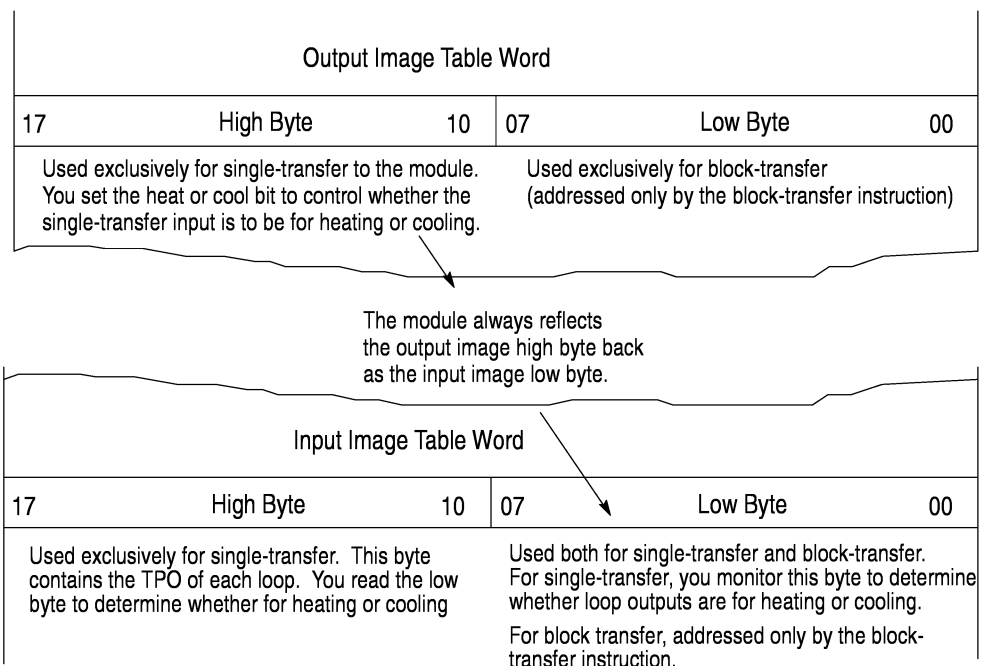 Output Image Table Word
17 High Byte 10 07 Low Byte 00
Used exclusively for single-transfer to the module.
You set the heat or cool bit to control whether the
single-transfer input is to be for heating or cooling.
Used exclusively for block-transfer
(addressed only by the block-transfer instruction)
The module always reflects
the output image high byte back
as the input image low byte.
Input Image Table Word
17 High Byte 10 07 Low Byte 00
Used exclusively for single-transfer. This byte
contains the TPO of each loop. You read the low
byte to determine whether for heating or cooling
Used both for single-transfer and block-transfer.
For single-transfer, you monitor this byte to determine
whether loop outputs are for heating or cooling.
For block transfer, addressed only by the block-
transfer instruction.